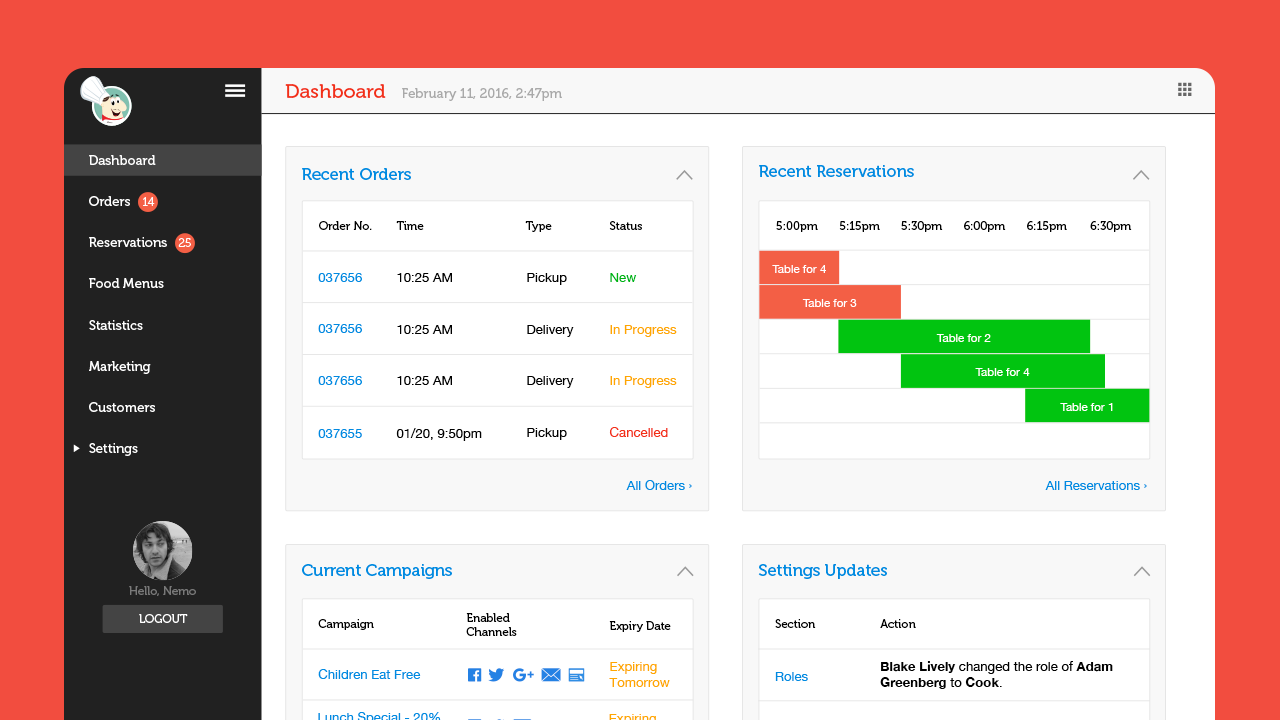 Dashboard February 11, 2016, 2:47pm
Dashboard
Orders 14
Reservations 25
Food Menus
Statistics
Marketing
Customers
Settings
Hello, Nemo
LOGOUT
Recent Orders
Order No. Time Type Status
037656 10:25 AM Pickup New
037656 10:25 AM Delivery In Progress
037656 10:25 AM Delivery In Progress
037655 01/20, 9:50pm Pickup Cancelled
All Orders ›
Recent Reservations
5:00pm 5:15pm 5:30pm 6:00pm 6:15pm 6:30pm
Table for 4
Table for 3
Table for 2
Table for 4
Table for 1
All Reservations ›
Current Campaigns
Campaign Enabled Channels Expiry Date
Children Eat Free Expiring Tomorrow
Lunch Special - 20% Expiring
Settings Updates
Section Action
Roles Blake Lively changed the role of Adam
Greenberg to Cook.